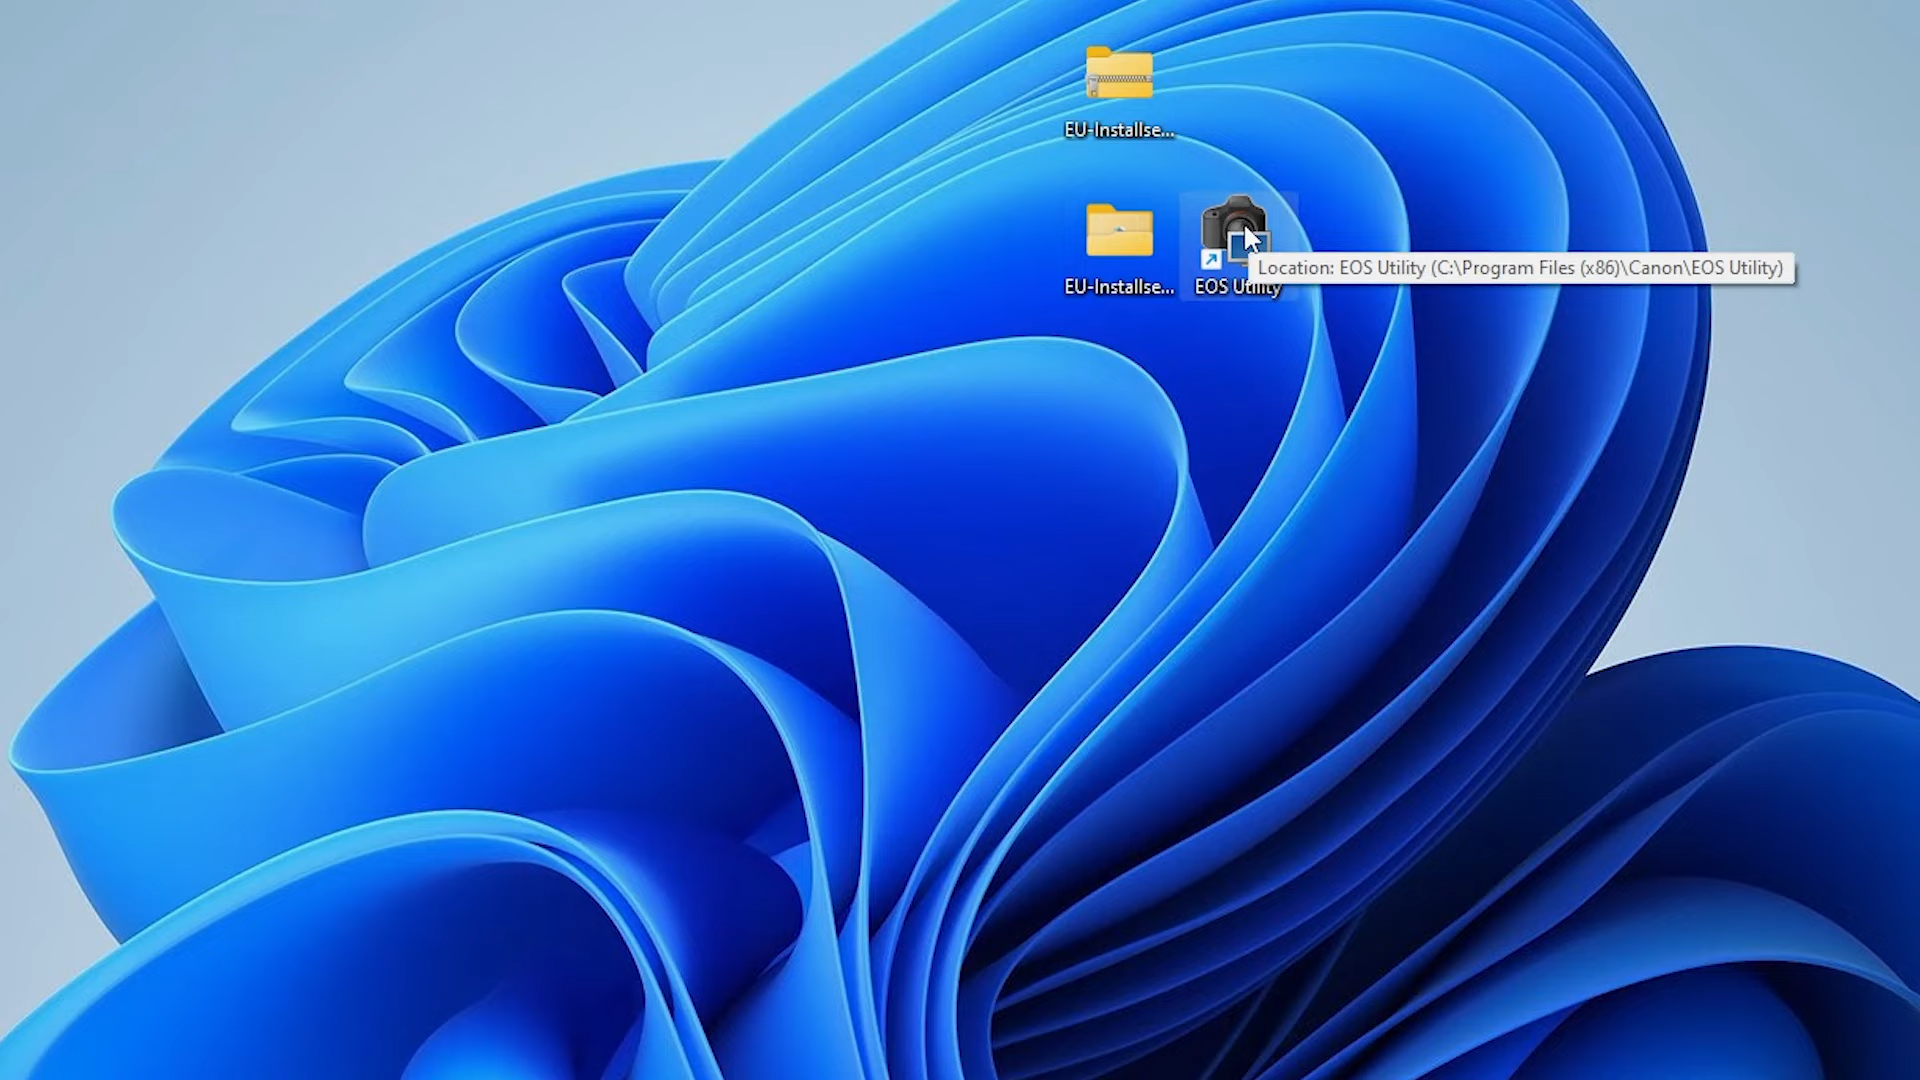 EU-Installse...
EU-Installse...
EOS Utility
Location: EOS Utility (C:\Program Files (x86)\Canon\EOS Utility)